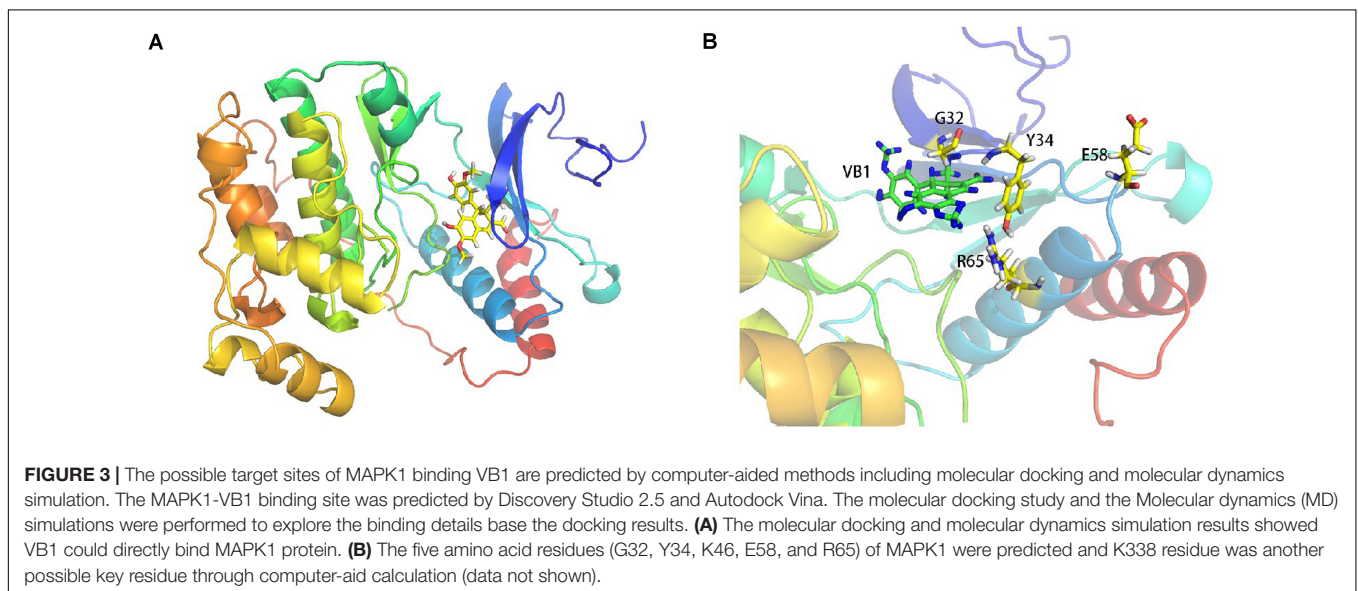 A
B
G32
Y34
E58
VB1
R65
FIGURE 3 | The possible target sites of MAPK1 binding VB1 are predicted by computer-aided methods including molecular docking and molecular dynamics
simulation. The MAPK1-VB1 binding site was predicted by Discovery Studio 2.5 and Autodock Vina. The molecular docking study and the Molecular dynamics (MD)
simulations were performed to explore the binding details base the docking results. (A) The molecular docking and molecular dynamics simulation results showed
VB1 could directly bind MAPK1 protein. (B) The five amino acid residues (G32, Y34, K46, E58, and R65) of MAPK1 were predicted and K338 residue was another
possible key residue through computer-aid calculation (data not shown).